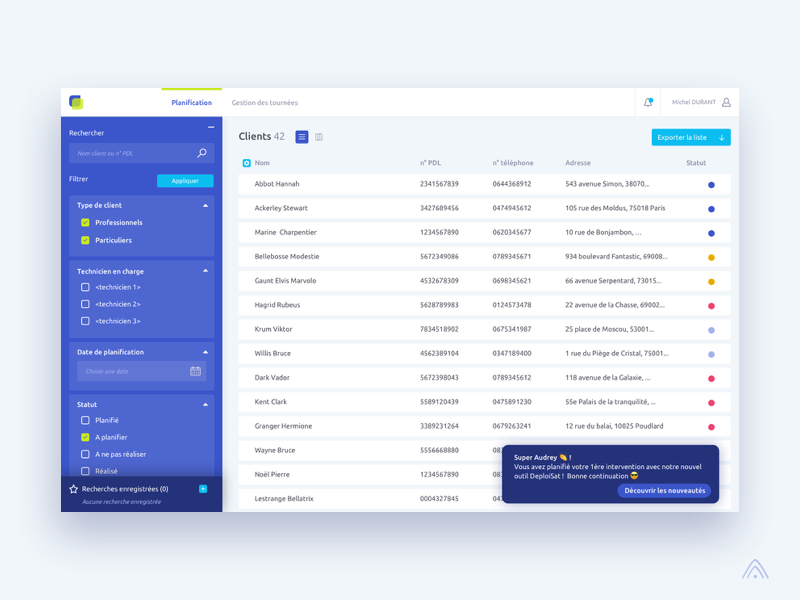 Planification
Gestion des tournées
Michel DURANT
Rechercher
Nom client ou n° PDL
Filtrer
Appliquer
Type de client
Professionnels
Particuliers
Technicien en charge
<technicien 1>
<technicien 2>
<technicien 3>
Date de planification
Choisir une date
Statut
Planifié
A planifier
A ne pas réaliser
Réalisé
Recherches enregistrées (0)
Aucune recherche enregistrée
Clients 42
Exporter la liste
Nom n° PDL n° téléphone Adresse Statut
Abbot Hannah 2341567839 0644368912 543 avenue Simon, 38070...
Ackerley Stewart 3427689456 0474945612 105 rue des Moldus, 75018 Paris
Marine Charpentier 1234567890 0620345677 10 rue de Bonjambon, ...
Bellebosse Modestie 5672349086 0789345671 934 boulevard Fantastic, 69008...
Gaunt Elvis Marvolo 4532678309 0698345621 66 avenue Serpentard, 73015...
Hagrid Rubeus 5628789983 0124573478 22 avenue de la Chasse, 69002...
Krum Viktor 7834518902 0675341987 25 place de Moscou, 53001...
Willis Bruce 4562389104 0347189400 1 rue du Piège de Cristal, 75001...
Dark Vador 5672398043 0789345612 118 avenue de la Galaxie, ...
Kent Clark 5589120439 0475891230 55e Palais de la tranquilité, ...
Granger Hermione 3389231264 0679263241 12 rue du balai, 10025 Poudlard
Wayne Bruce 5556668880
Noël Pierre 1234567890
Lestrange Bellatrix 0004327845
Super Audrey 👏 !
Vous avez planifié votre 1ère intervention avec notre nouvel
outil DeploiSat ! Bonne continuation 😎
Découvrir les nouveautés